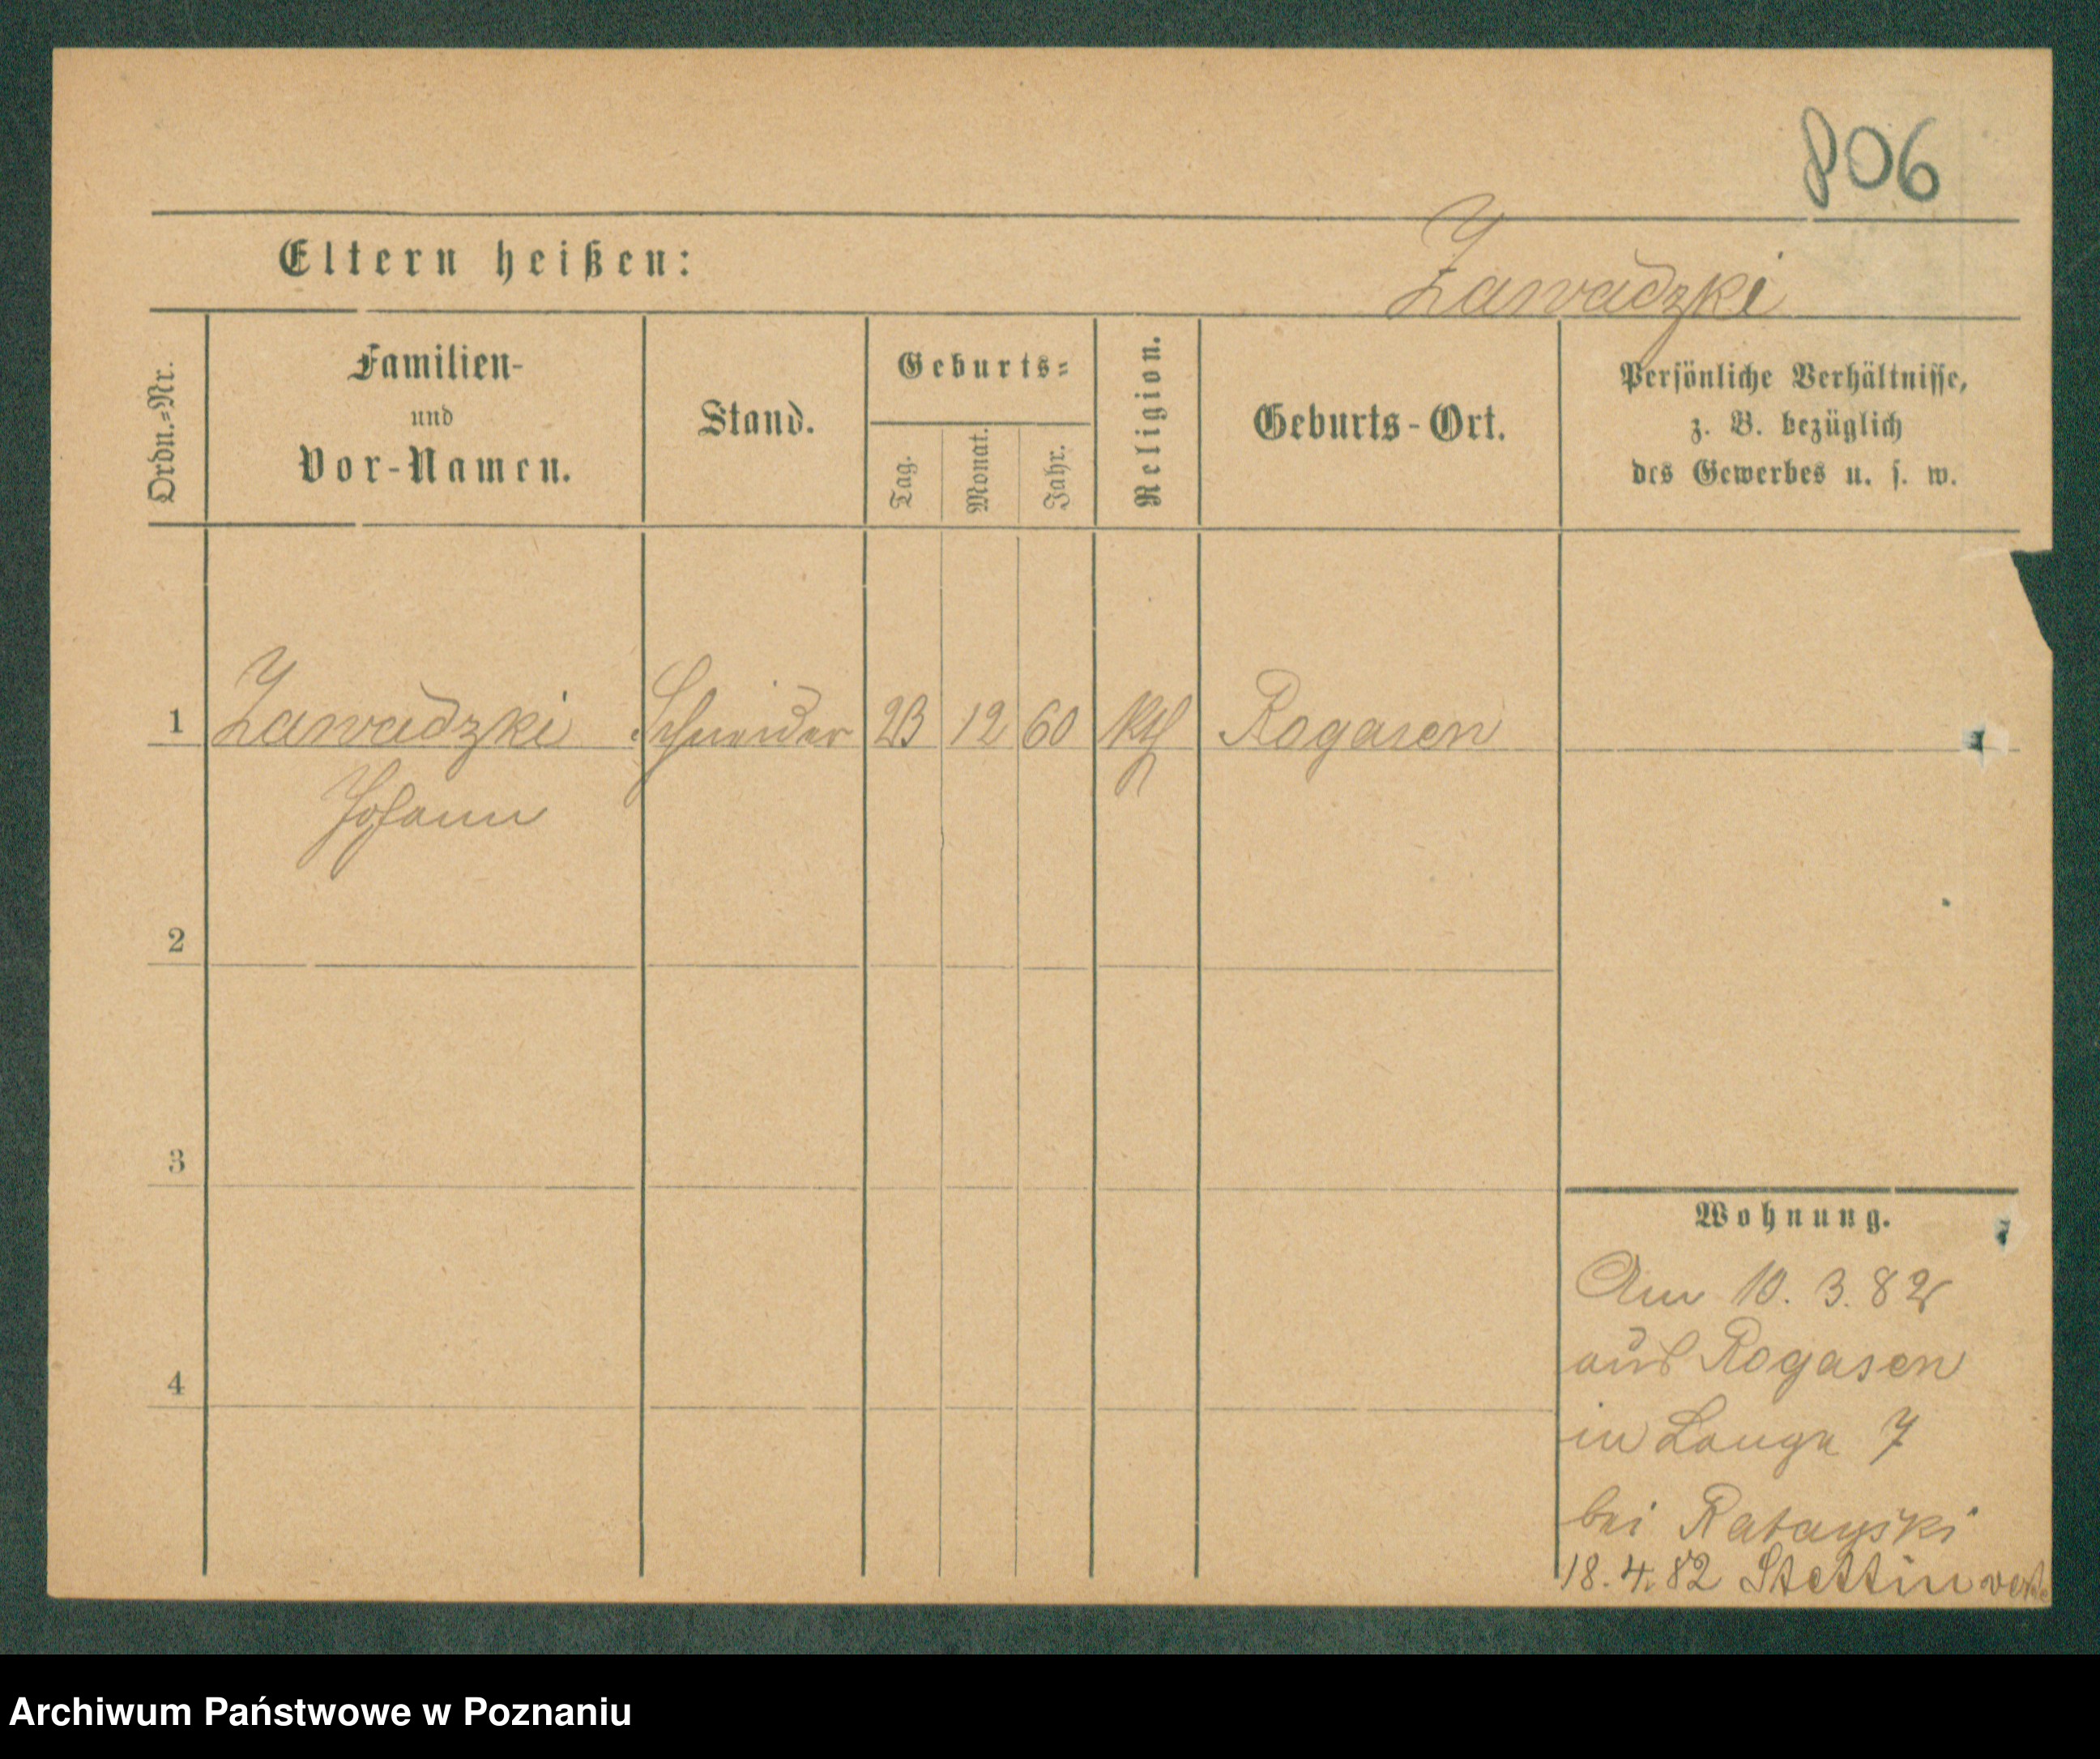 806
Eltern heißen:
Zawadzki
Ordn.=Nr.
Familien-
und
Vor-Namen.
Stand.
Geburts=
Tag.
Monat.
Jahr.
Religion.
Geburts-Ort.
Persönliche Verhältnisse,
z. B. bezüglich
des Gewerbes u. s. w.
1 Zawadzki Schneider 23 12 60 kth Rogasen
Johann
2
3
4
Wohnung.
Am 10. 3. 82
aus Rogasen
in Lange 7
beiRatayski
18. 4. 82 Stettin
Archiwum Państwowe w Poznaniu